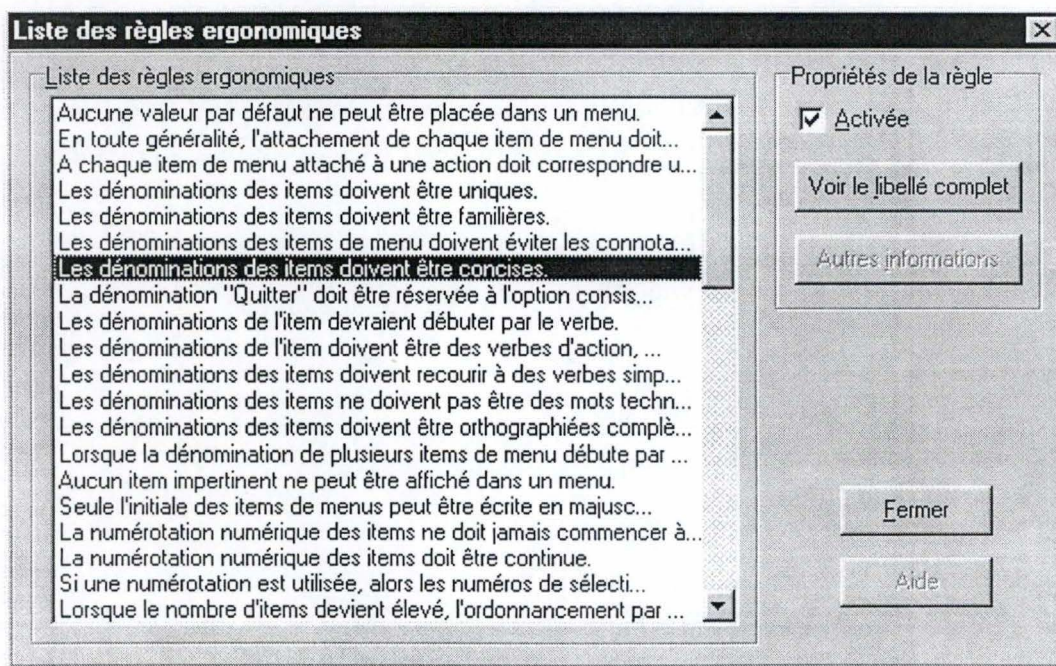 Liste des règles ergonomiques
Liste des règles ergonomiques
Aucune valeur par défaut ne peut être placée dans un menu.
En toute généralité, l'attachement de chaque item de menu doit...
A chaque item de menu attaché à une action doit correspondre u...
Les dénominations des items doivent être uniques.
Les dénominations des items doivent être familières.
Les dénominations des items de menu doivent éviter les connota...
Les dénominations des items doivent être concises.
La dénomination "Quitter" doit être réservée à l'option consis...
Les dénominations de l'item devraient débuter par le verbe.
Les dénominations de l'item doivent être des verbes d'action, ...
Les dénominations des items doivent recourir à des verbes simp...
Les dénominations des items ne doivent pas être des mots techn...
Les dénominations des items doivent être orthographiées complè...
Lorsque la dénomination de plusieurs items de menu débute par ...
Aucun item impertinent ne peut être affiché dans un menu.
Seule l'initiale des items de menus peut être écrite en majusc...
La numérotation numérique des items ne doit jamais commencer à...
La numérotation numérique des items doit être continue.
Si une numérotation est utilisée, alors les numéros de sélecti...
Lorsque le nombre d'items devient élevé, l'ordonnancement par ...
Propriétés de la règle
Activée
Voir le libellé complet
Autres informations
Fermer
Aide